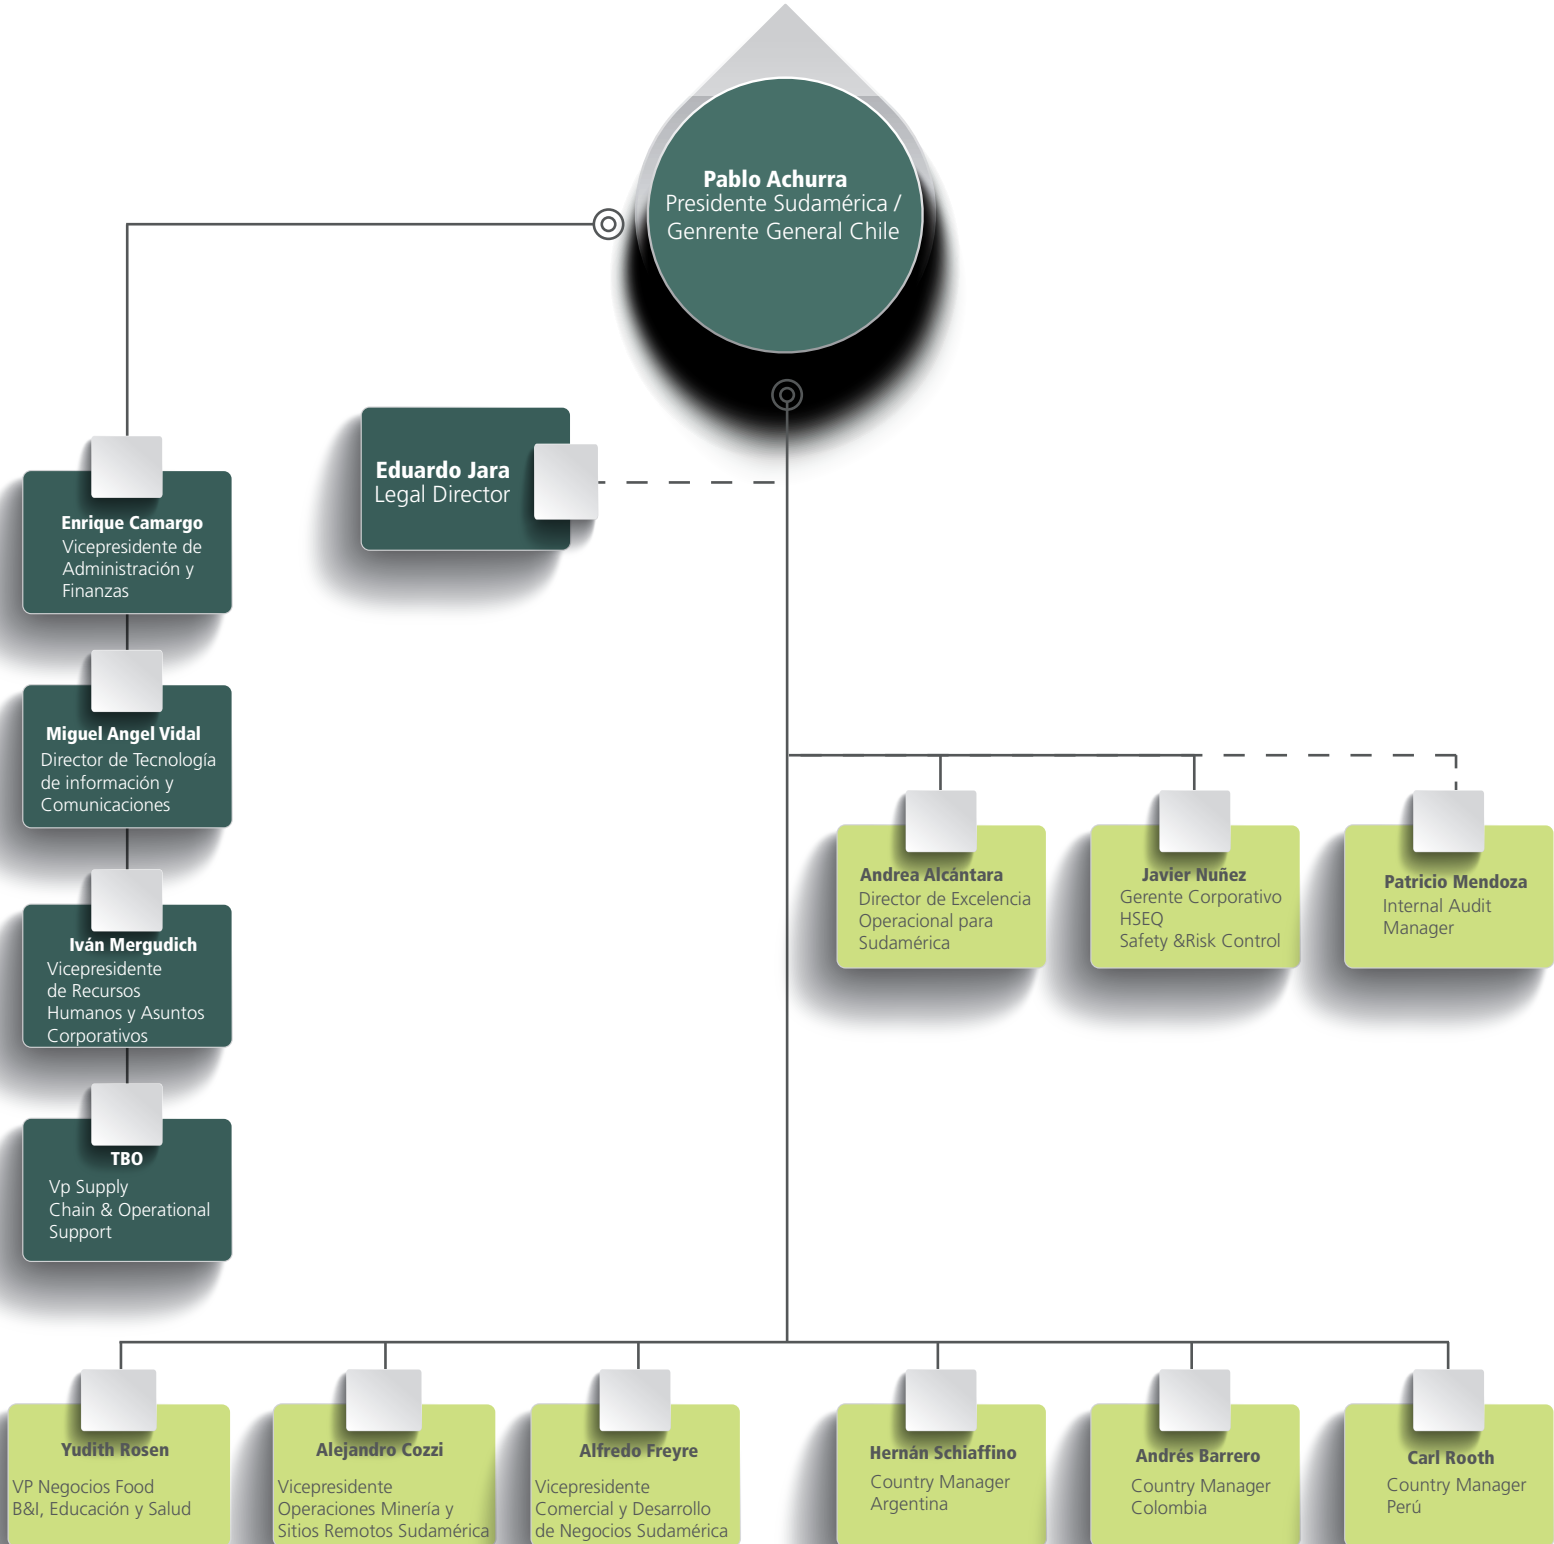 Pablo Achurra
Presidente Sudamérica /
Genrente General Chile
Eduardo Jara
Legal Director
Enrique Camargo
Vicepresidente de
Administración y
Finanzas
Miguel Angel Vidal
Director de Tecnología
de información y
Comunicaciones
Iván Mergudich
Vicepresidente
de Recursos
Humanos y Asuntos
Corporativos
TBO
Vp Supply
Chain & Operational
Support
Andrea Alcántara
Director de Excelencia
Operacional para
Sudamérica
Javier Nuñez
Gerente Corporativo
HSEQ
Safety &Risk Control
Patricio Mendoza
Internal Audit
Manager
Yudith Rosen
VP Negocios Food
B&I, Educación y Salud
Alejandro Cozzi
Vicepresidente
Operaciones Minería y
Sitios Remotos Sudamérica
Alfredo Freyre
Vicepresidente
Comercial y Desarrollo
de Negocios Sudamérica
Hernán Schiaffino
Country Manager
Argentina
Andrés Barrero
Country Manager
Colombia
Carl Rooth
Country Manager
Perú